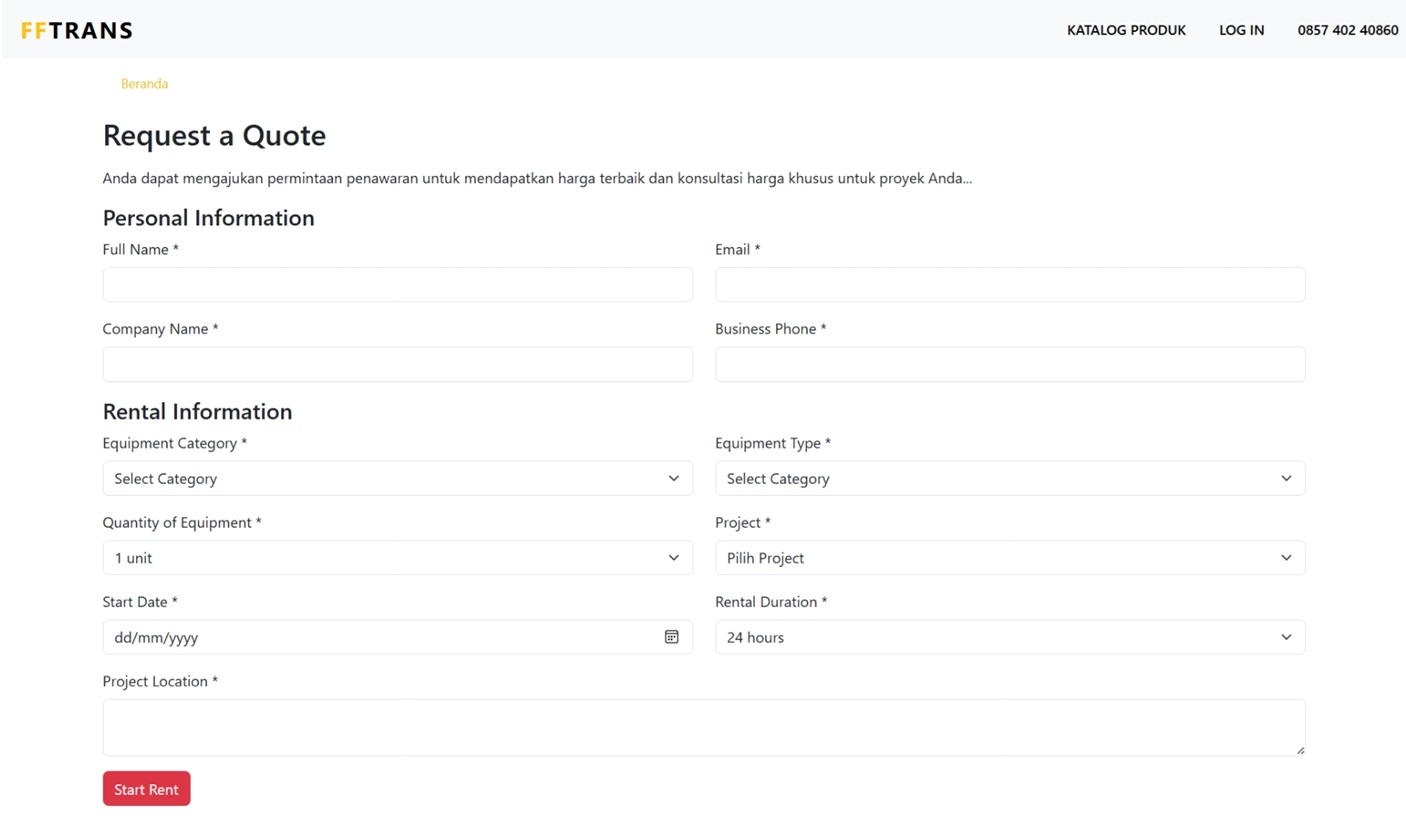 FFTRANS KATALOG PRODUK LOG IN 0857 402 40860
Beranda
Request a Quote
Anda dapat mengajukan permintaan penawaran untuk mendapatkan harga terbaik dan konsultasi harga khusus untuk proyek Anda...
Personal Information
Full Name * Email *
Company Name * Business Phone *
Rental Information
Equipment Category * Equipment Type *
Select Category Select Category
Quantity of Equipment * Project *
1 unit Pilih Project
Start Date * Rental Duration *
dd/mm/yyyy 24 hours
Project Location *
Start Rent